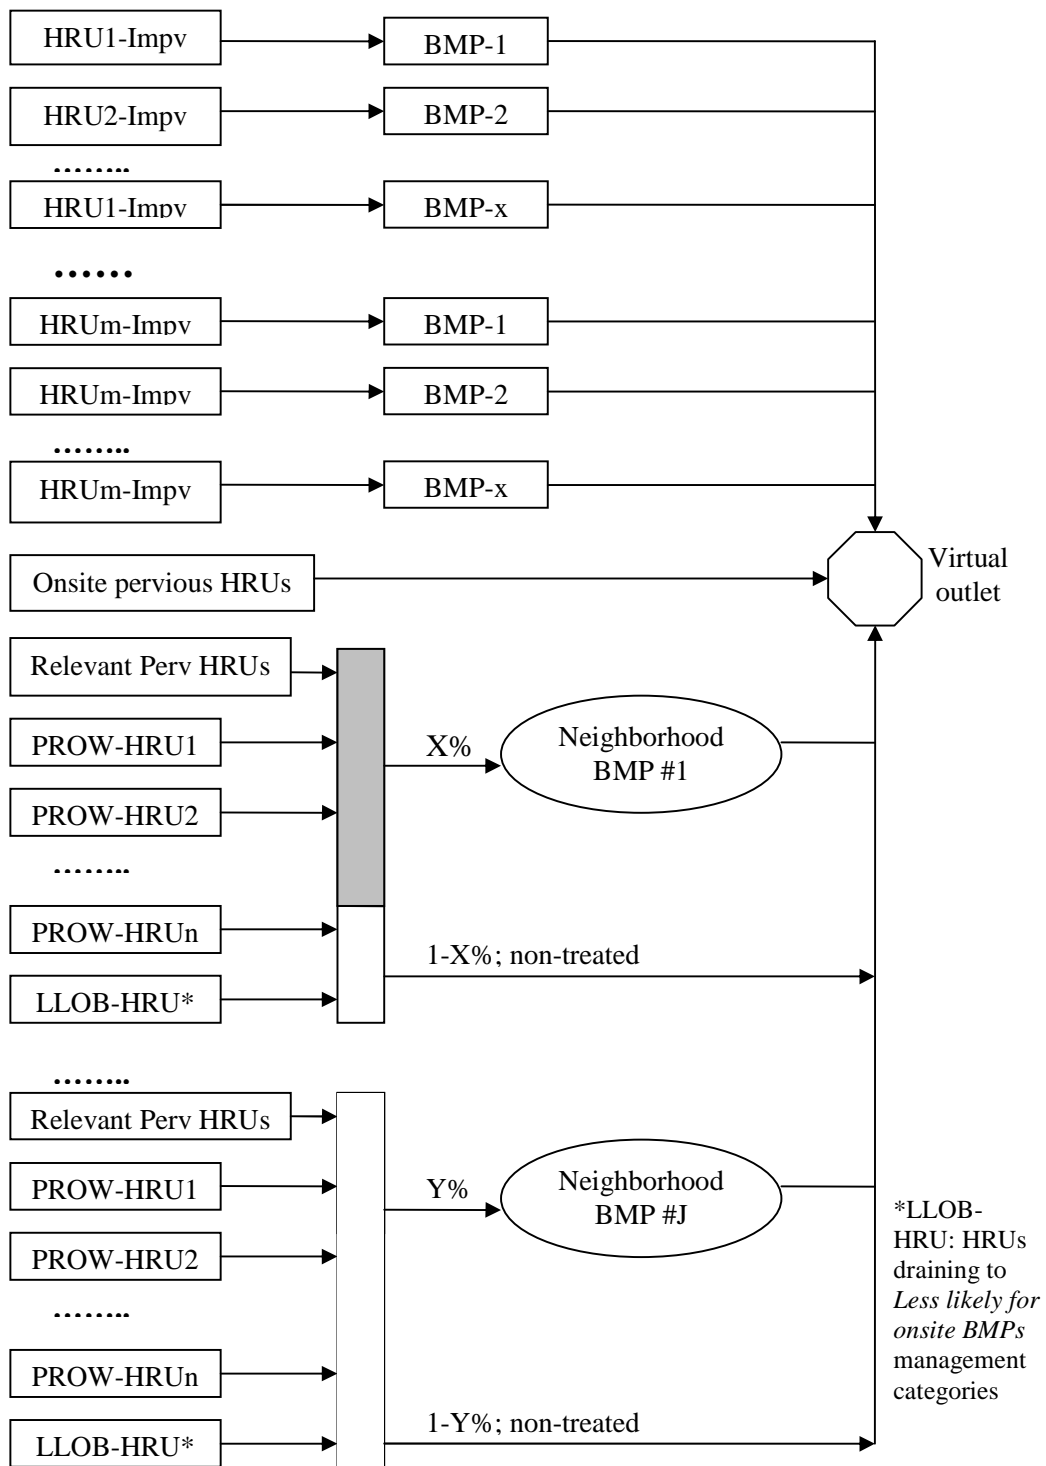 HRU1-Impv
BMP-1
HRU2-Impv
BMP-2
……..
HRU1-Impv
BMP-x
……
HRUm-Impv
BMP-1
HRUm-Impv
BMP-2
……..
HRUm-Impv
BMP-x
Onsite pervious HRUs
Virtual
outlet
Relevant Perv HRUs
PROW-HRU1
X%
Neighborhood
BMP #1
PROW-HRU2
……..
PROW-HRUn
1-X%; non-treated
LLOB-HRU*
……..
Relevant Perv HRUs
PROW-HRU1
Y%
Neighborhood
BMP #J
PROW-HRU2
……..
PROW-HRUn
1-Y%; non-treated
LLOB-HRU*
*LLOB-
HRU: HRUs
draining to
Less likely for
onsite BMPs
management
categories